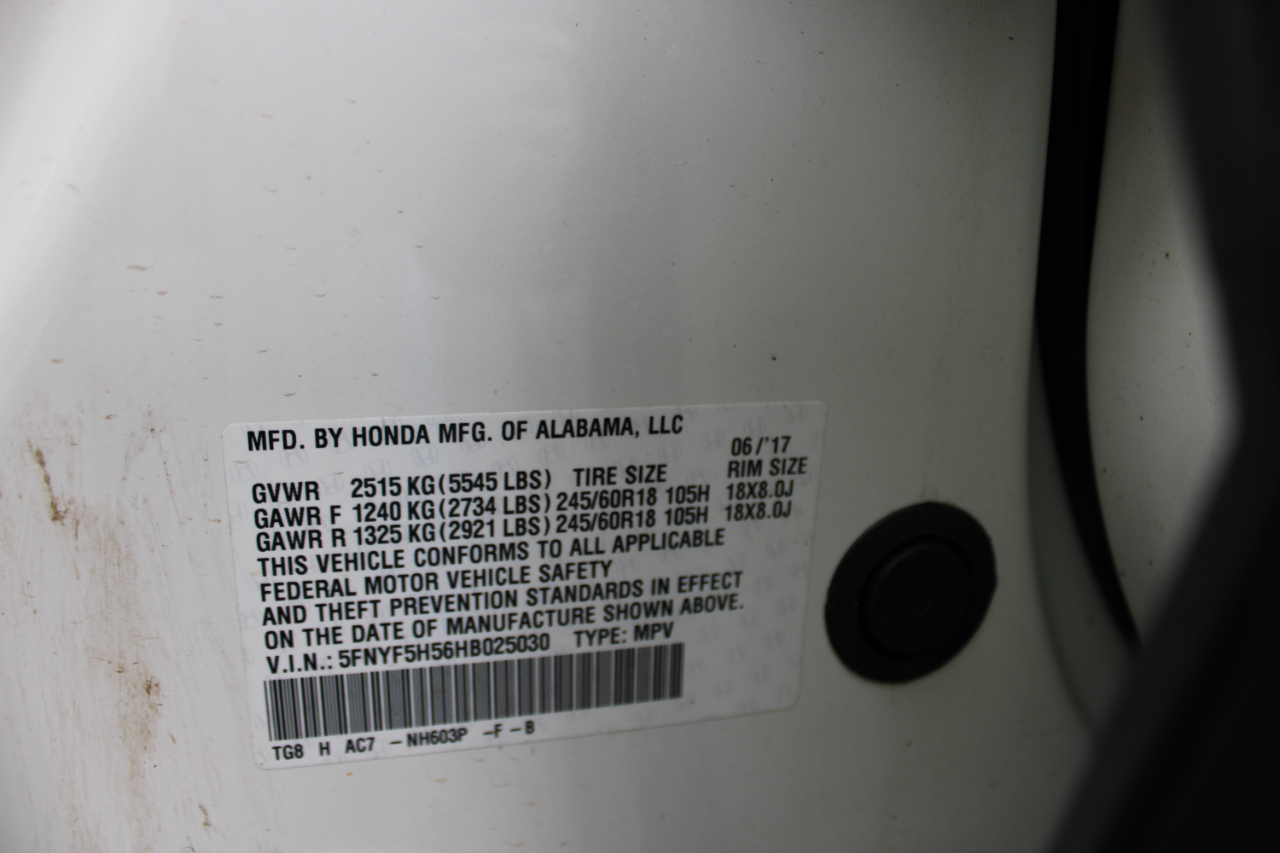 MFD. BY HONDA MFG. OF ALABAMA, LLC
06/'17
GVWR 2515 KG(5545 LBS) TIRE SIZE RIM SIZE
GAWR F 1240 KG(2734 LBS) 245/60R18 105H 18X8.0J
GAWR R 1325 KG(2921 LBS) 245/60R18 105H 18X8.0J
THIS VEHICLE CONFORMS TO ALL APPLICABLE
FEDERAL MOTOR VEHICLE SAFETY
AND THEFT PREVENTION STANDARDS IN EFFECT
ON THE DATE OF MANUFACTURE SHOWN ABOVE.
V.I.N.: 5FNYF5H56HB025030 TYPE: MPV
TG8 H AC7 -NH603P -F-B